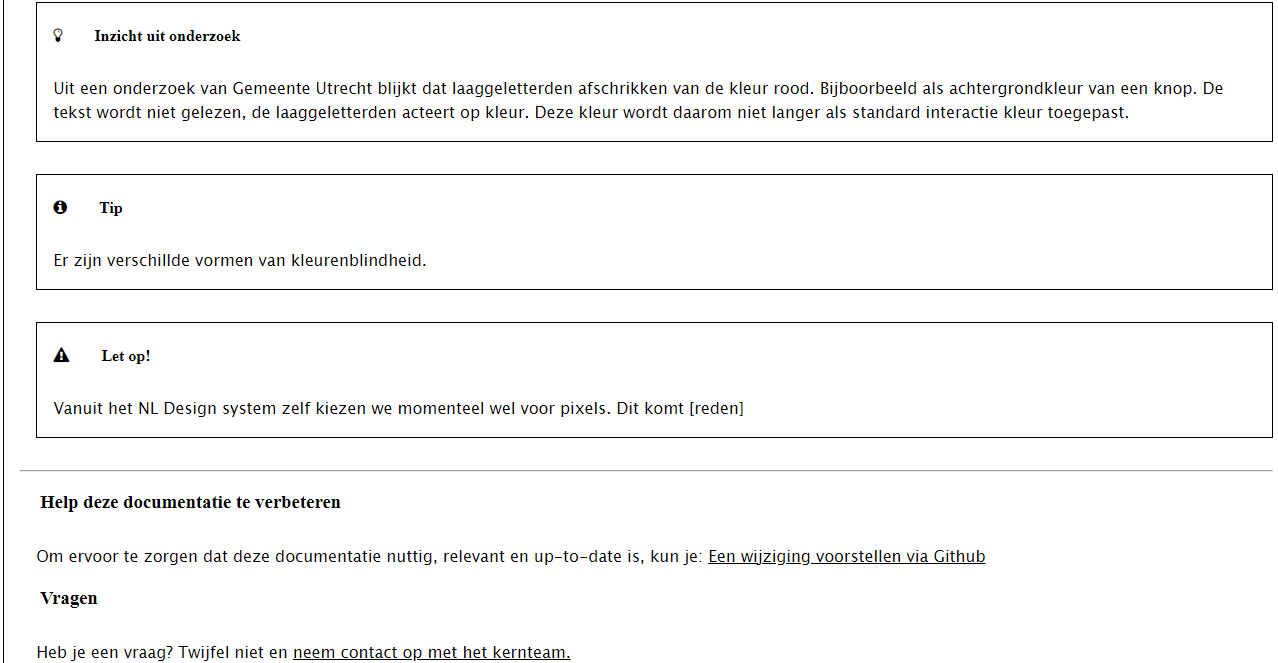 Inzicht uit onderzoek
Uit een onderzoek van Gemeente Utrecht blijkt dat laaggeletterden afschrikken van de kleur rood. Bijboorbeeld als achtergrondkleur van een knop. De
tekst wordt niet gelezen, de laaggeletterden acteert op kleur. Deze kleur wordt daarom niet langer als standard interactie kleur toegepast.
Tip
Er zijn verschillde vormen van kleurenblindheid.
Let op!
Vanuit het NL Design system zelf kiezen we momenteel wel voor pixels. Dit komt [reden]
Help deze documentatie te verbeteren
Om ervoor te zorgen dat deze documentatie nuttig, relevant en up-to-date is, kun je: Een wijziging voorstellen via Github
Vragen
Heb je een vraag? Twijfel niet en neem contact op met het kernteam.